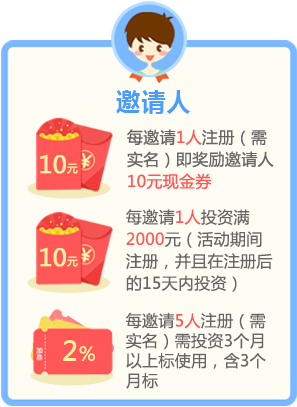 邀请人
10元
¥
每邀请1人注册（需
实名）即奖励邀请人
10元现金券
10元
¥
每邀请1人投资满
2000元（活动期间
注册，并且在注册后
的15天内投资）
加息
2%
每邀请5人注册（需
实名）需投资3个月
以上标使用，含3个
月标